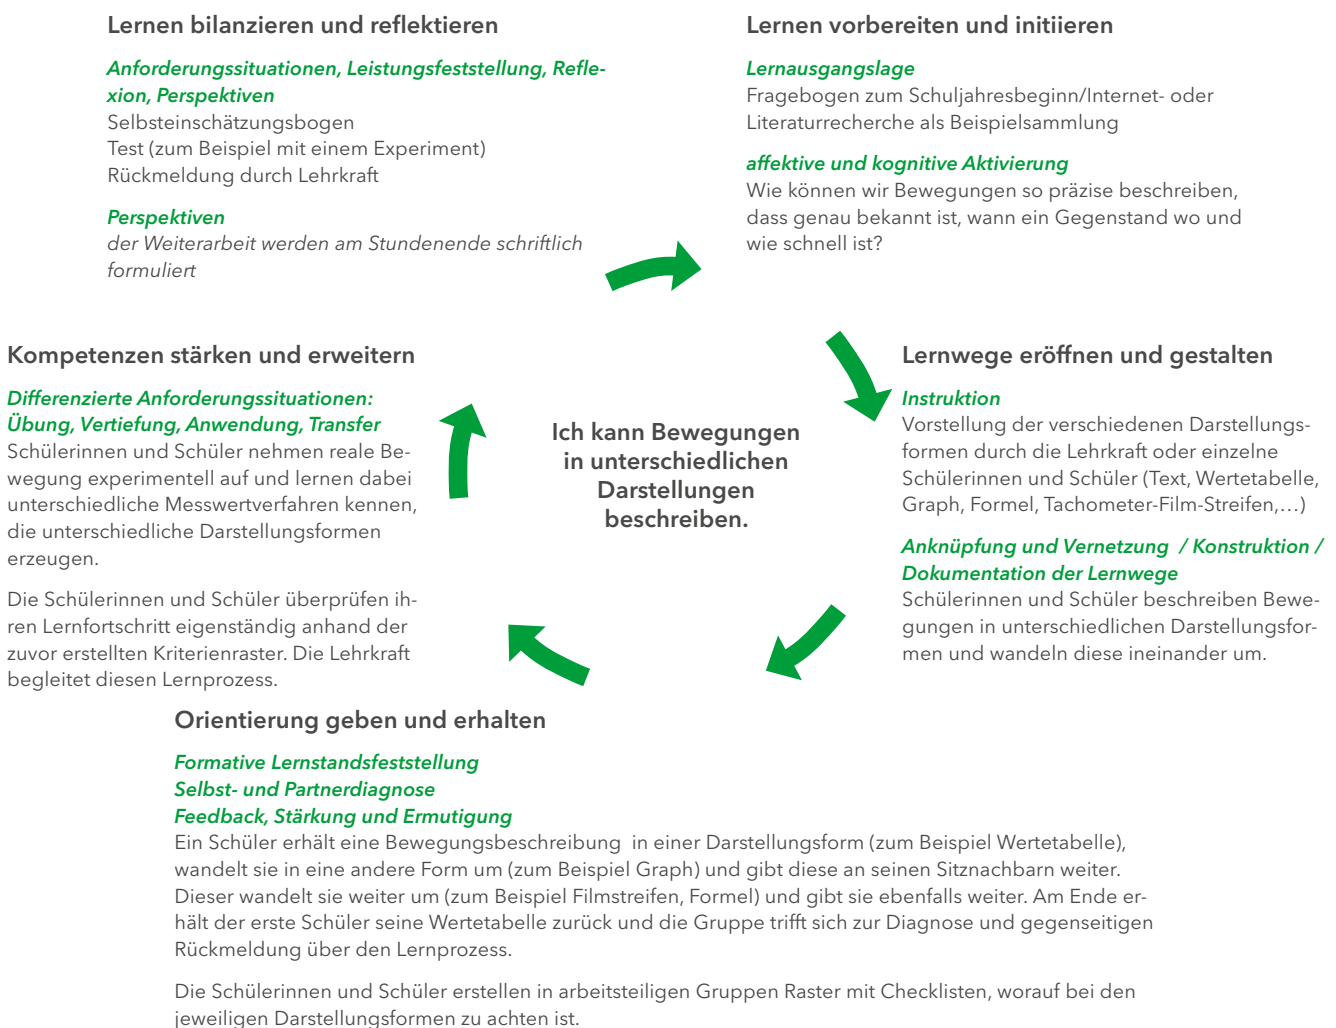 Lernen bilanzieren und reflektieren
Anforderungssituationen, Leistungsfeststellung, Refle-
xion, Perspektiven
Selbsteinschätzungsbogen
Test (zum Beispiel mit einem Experiment)
Rückmeldung durch Lehrkraft
Perspektiven
der Weiterarbeit werden am Stundenende schriftlich
formuliert
Lernen vorbereiten und initiieren
Lernausgangslage
Fragebogen zum Schuljahresbeginn/Internet- oder
Literaturrecherche als Beispielsammlung
affektive und kognitive Aktivierung
Wie können wir Bewegungen so präzise beschreiben,
dass genau bekannt ist, wann ein Gegenstand wo und
wie schnell ist?
Kompetenzen stärken und erweitern
Differenzierte Anforderungssituationen:
Übung, Vertiefung, Anwendung, Transfer
Schülerinnen und Schüler nehmen reale Be-
wegung experimentell auf und lernen dabei
unterschiedliche Messwertverfahren kennen,
die unterschiedliche Darstellungsformen
erzeugen.
Die Schülerinnen und Schüler überprüfen ih-
ren Lernfortschritt eigenständig anhand der
zuvor erstellten Kriterienraster. Die Lehrkraft
begleitet diesen Lernprozess.
Ich kann Bewegungen
in unterschiedlichen
Darstellungen
beschreiben.
Lernwege eröffnen und gestalten
Instruktion
Vorstellung der verschiedenen Darstellungs-
formen durch die Lehrkraft oder einzelne
Schülerinnen und Schüler (Text, Wertetabelle,
Graph, Formel, Tachometer-Film-Streifen,…)
Anknüpfung und Vernetzung / Konstruktion /
Dokumentation der Lernwege
Schülerinnen und Schüler beschreiben Bewe-
gungen in unterschiedlichen Darstellungsfor-
men und wandeln diese ineinander um.
Orientierung geben und erhalten
Formative Lernstandsfeststellung
Selbst- und Partnerdiagnose
Feedback, Stärkung und Ermutigung
Ein Schüler erhält eine Bewegungsbeschreibung in einer Darstellungsform (zum Beispiel Wertetabelle),
wandelt sie in eine andere Form um (zum Beispiel Graph) und gibt diese an seinen Sitznachbarn weiter.
Dieser wandelt sie weiter um (zum Beispiel Filmstreifen, Formel) und gibt sie ebenfalls weiter. Am Ende er-
hält der erste Schüler seine Wertetabelle zurück und die Gruppe trifft sich zur Diagnose und gegenseitigen
Rückmeldung über den Lernprozess.
Die Schülerinnen und Schüler erstellen in arbeitsteiligen Gruppen Raster mit Checklisten, worauf bei den
jeweiligen Darstellungsformen zu achten ist.